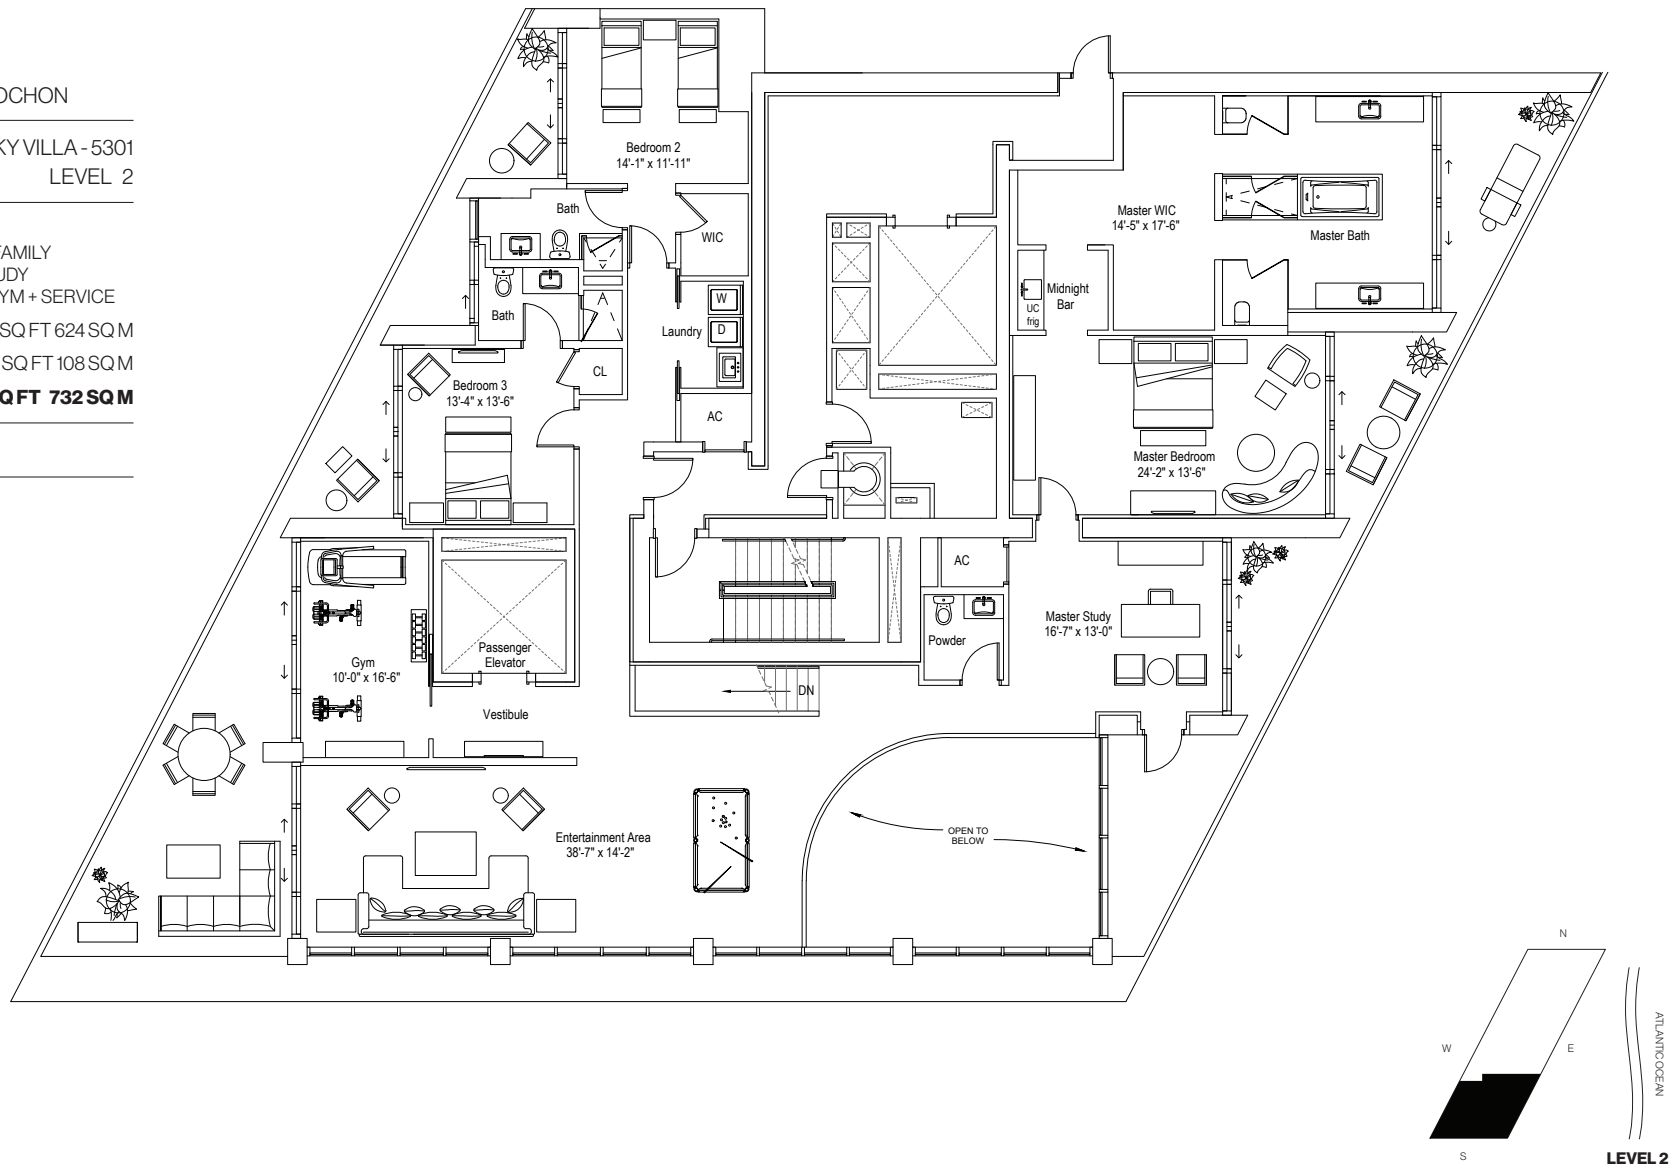 OCHON
KY VILLA - 5301
LEVEL 2
FAMILY
UDY
YM + SERVICE
SQ FT 624 SQ M
SQ FT 108 SQ M
Q FT 732 SQ M
Bedroom 2
14'-1" x 11'-11"
Bath
WIC
Master WIC
14'-5" x 17'-6"
Master Bath
Midnight
Bar
UC
frig
Bath
W
D
Laundry
CL
AC
Bedroom 3
13'-4" x 13'-6"
Master Bedroom
24'-2" x 13'-6"
AC
Powder
Master Study
16'-7" x 13'-0"
Passenger
Elevator
Gym
10'-0" x 16'-6"
Vestibule
DN
Entertainment Area
38'-7" x 14'-2"
OPEN TO
BELOW
N
W
E
S
ATLANTIC OCEAN
LEVEL 2